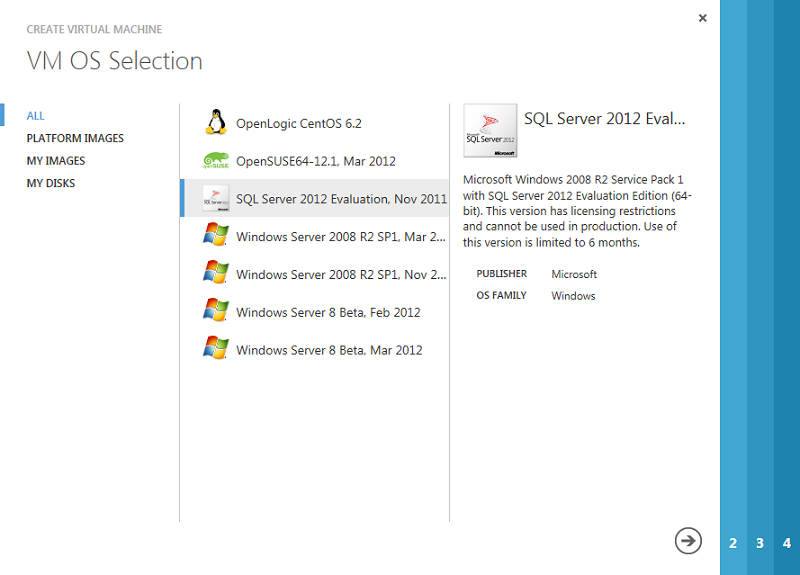 CREATE VIRTUAL MACHINE
VM OS Selection
ALL
PLATFORM IMAGES
MY IMAGES
MY DISKS
OpenLogic CentOS 6.2
openSUSE
OpenSUSE64-12.1, Mar 2012
SQL Server 2012 Evaluation, Nov 2011
Windows Server 2008 R2 SP1, Mar 2...
Windows Server 2008 R2 SP1, Nov 2...
Windows Server 8 Beta, Feb 2012
Windows Server 8 Beta, Mar 2012
SQL Server 2012
Microsoft
SQL Server 2012 Eval...
Microsoft Windows 2008 R2 Service Pack 1
with SQL Server 2012 Evaluation Edition (64-
bit). This version has licensing restrictions
and cannot be used in production. Use of
this version is limited to 6 months.
PUBLISHER Microsoft
OS FAMILY Windows
2 3 4